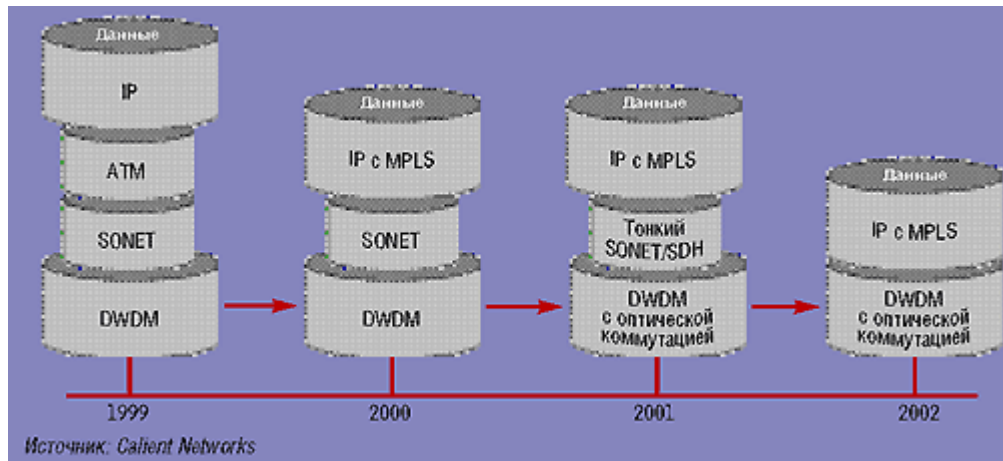 Данные
IP
ATM
SONET
DWDM
Данные
IP с MPLS
SONET
DWDM
Данные
IP с MPLS
Тонкий
SONET/SDH
DWDM
с оптической
коммутацией
Данные
IP с MPLS
DWDM
с оптической
коммутацией
1999
2000
2001
2002
Источник: Calient Networks